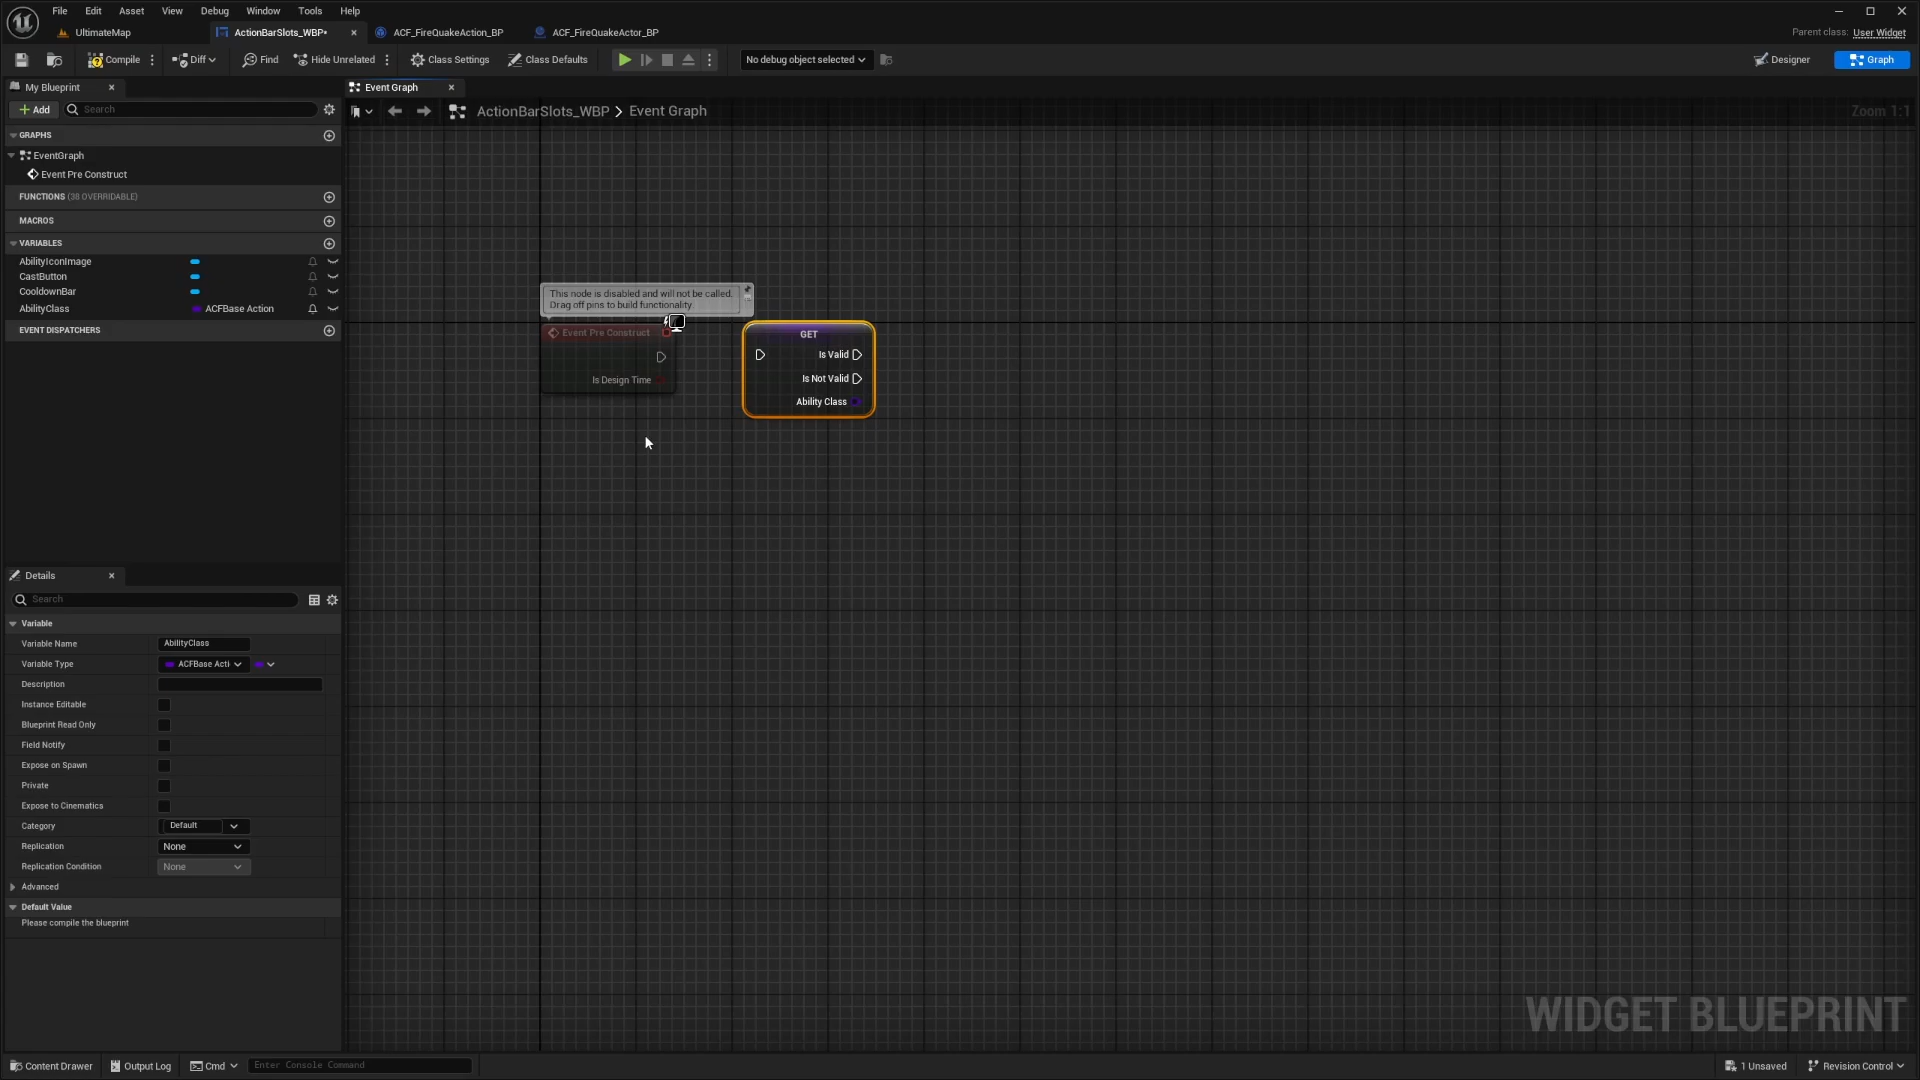 File Edit Asset View Debug Window Tools Help
UltimateMap ActionBarSlots_WBP• ACF_FireQuakeAction_BP ACF_FireQuakeActor_BP Parent class: User Widget
Compile Diff Find Hide Unrelated Class Settings Class Defaults No debug object selected Designer Graph
My Blueprint Event Graph
Add Search ActionBarSlots_WBP > Event Graph Zoom 1:1
GRAPHS
EventGraph
Event Pre Construct
FUNCTIONS (38 OVERRIDABLE)
MACROS
VARIABLES
AbilityIconImage
CastButton
CooldownBar
AbilityClass ACFBase Action
EVENT DISPATCHERS
This node is disabled and will not be called.
Drag off pins to build functionality.
Event Pre Construct
Is Design Time
GET
Is Valid
Is Not Valid
Ability Class
Details
Search
Variable
Variable Name AbilityClass
Variable Type ACFBase Acti
Description
Instance Editable
Blueprint Read Only
Field Notify
Expose on Spawn
Private
Expose to Cinematics
Category Default
Replication None
Replication Condition None
Advanced
Default Value
Please compile the blueprint
WIDGET BLUEPRINT
Content Drawer Output Log Cmd Enter Console Command 1 Unsaved Revision Control